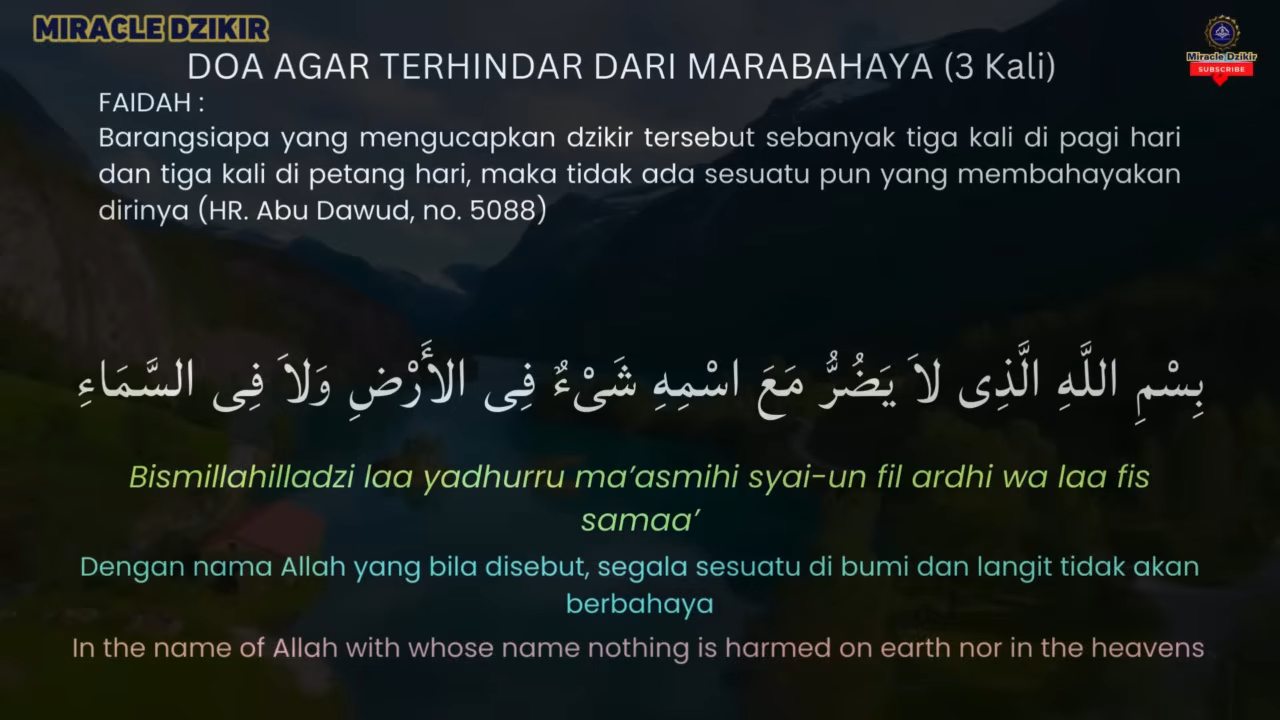 MIRACLE DZIKIR
Miracle Dzikir
SUBSCRIBE
DOA AGAR TERHINDAR DARI MARABAHAYA (3 Kali)
FAIDAH :
Barangsiapa yang mengucapkan dzikir tersebut sebanyak tiga kali di pagi hari
dan tiga kali di petang hari, maka tidak ada sesuatu pun yang membahayakan
dirinya (HR. Abu Dawud, no. 5088)
بِسْمِ اللَّهِ الَّذِى لاَ يَضُرُّ مَعَ اسْمِهِ شَىْءٌ فِى الأَرْضِ وَلاَ فِى السَّمَاءِ
Bismillahilladzi laa yadhurru ma’asmihi syai-un fil ardhi wa laa fis
samaa’
Dengan nama Allah yang bila disebut, segala sesuatu di bumi dan langit tidak akan
berbahaya
In the name of Allah with whose name nothing is harmed on earth nor in the heavens